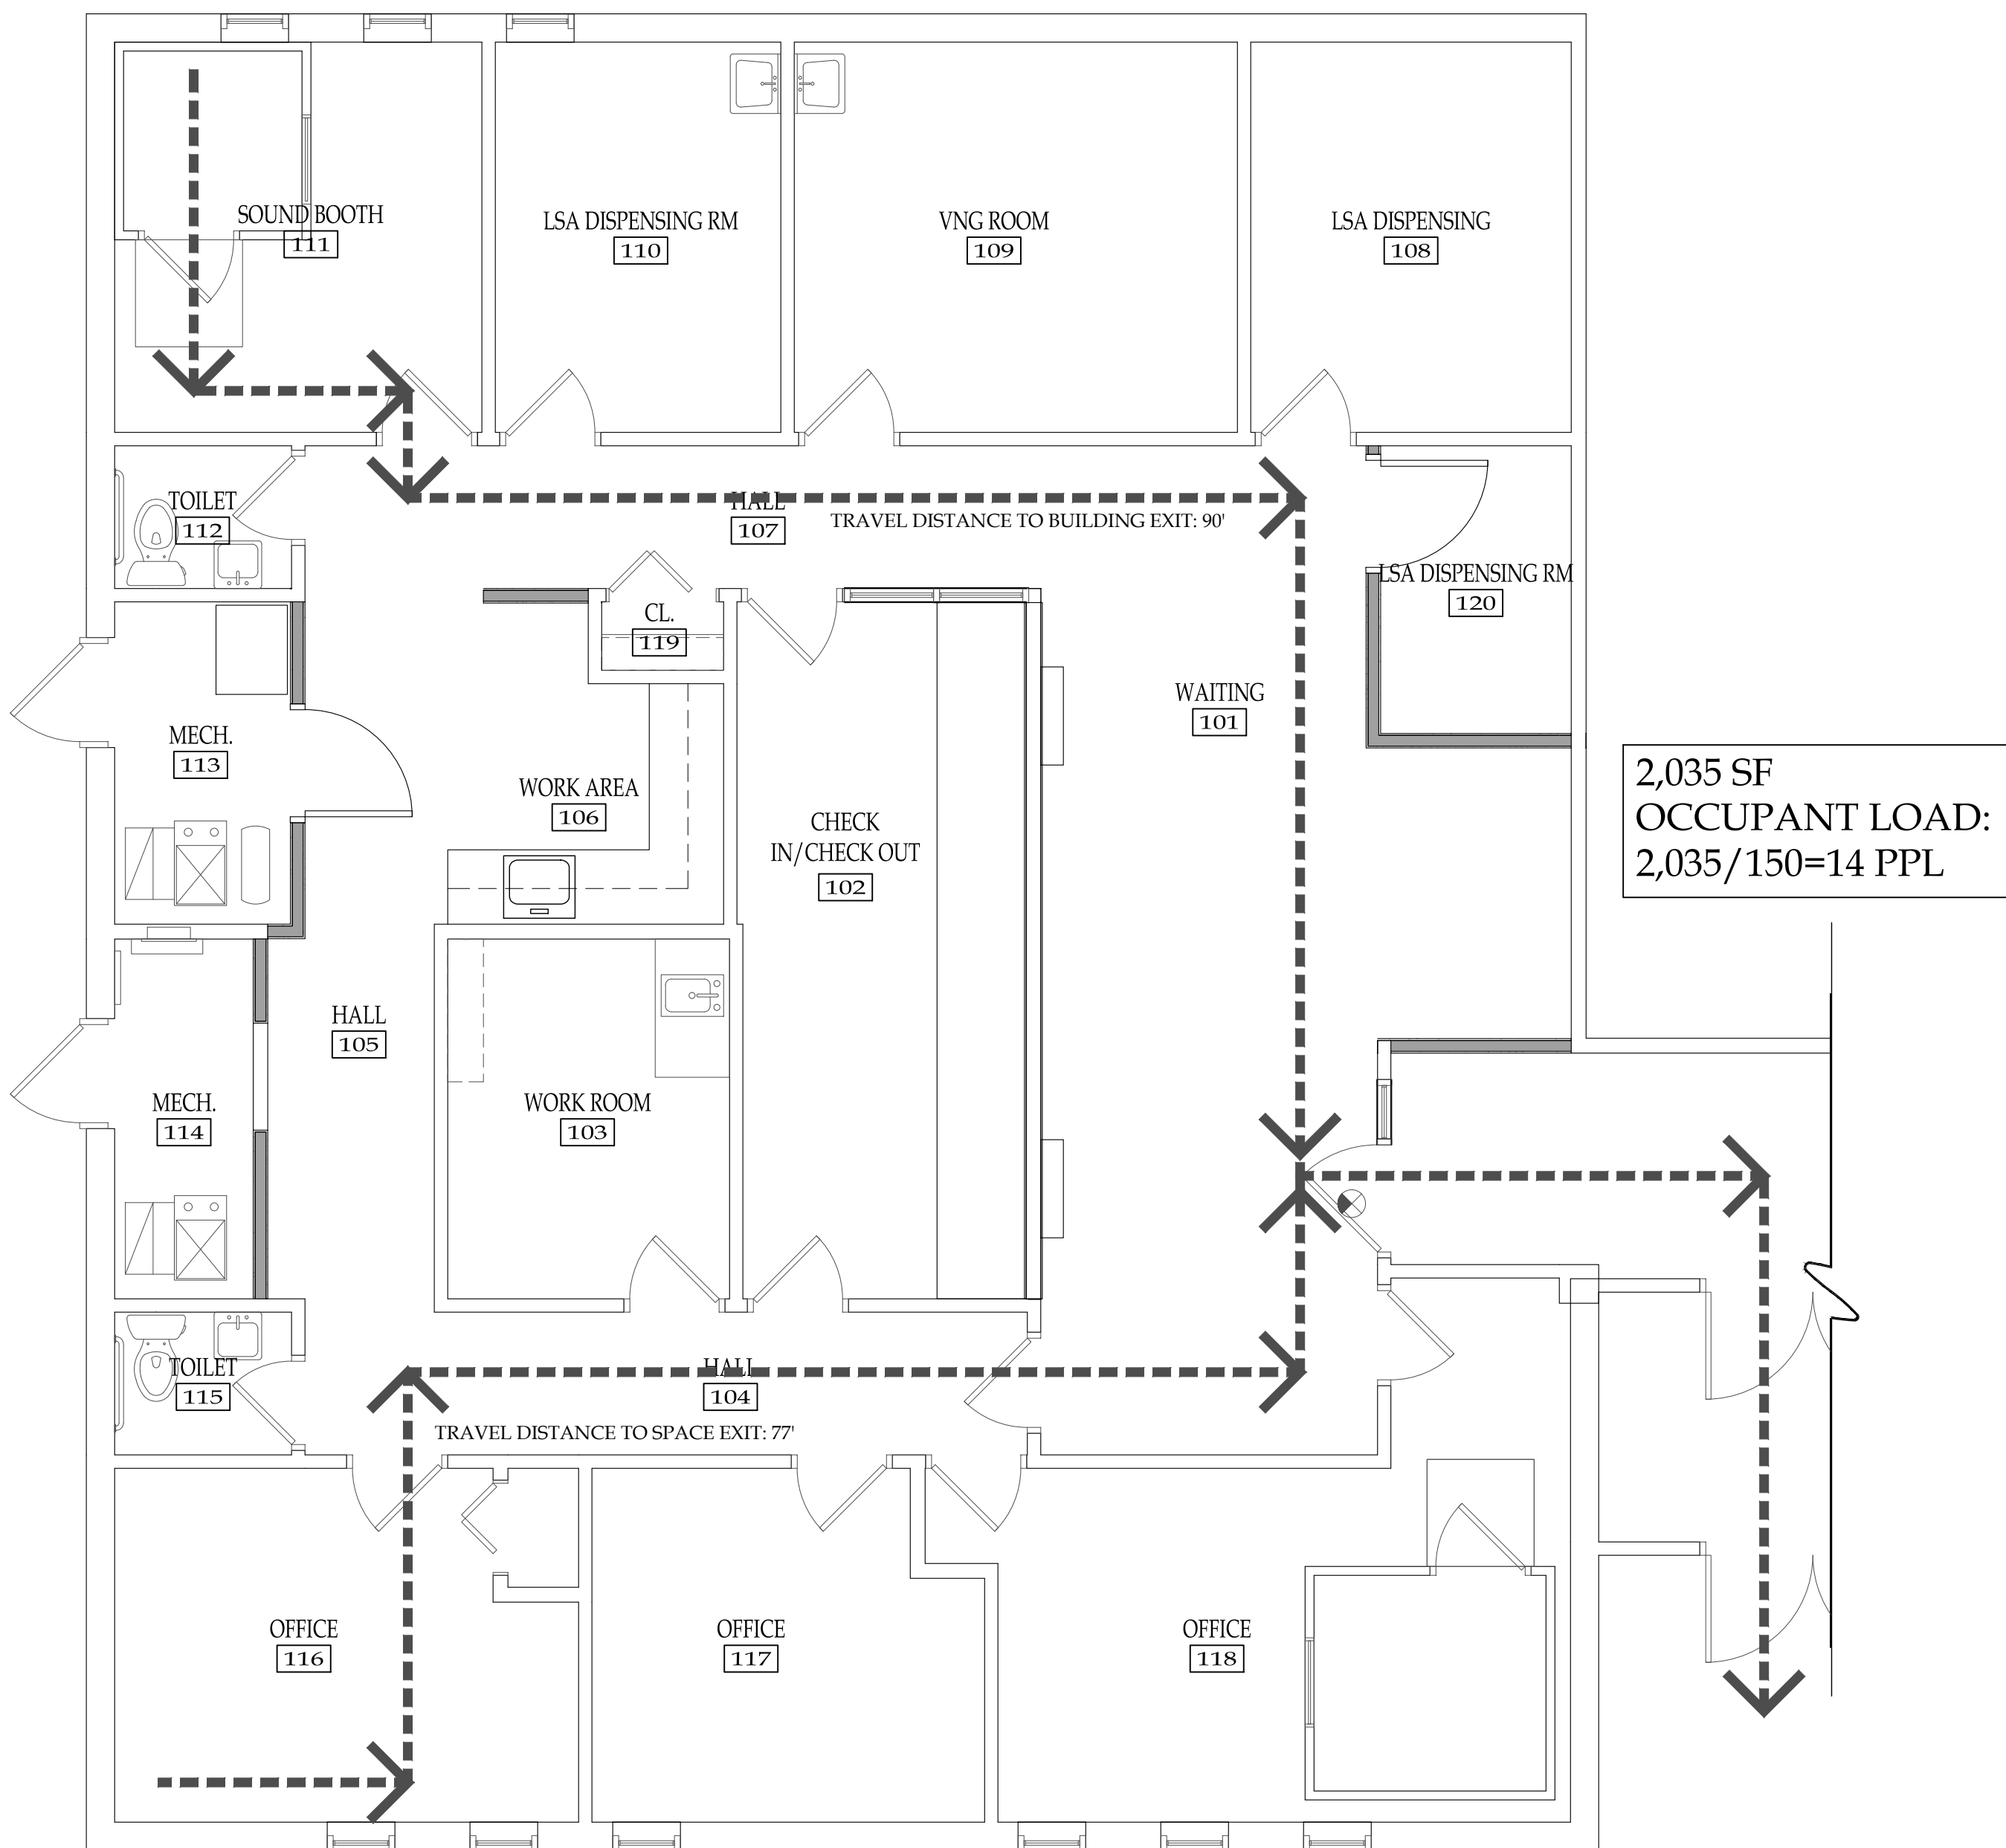 SOUND BOOTH
111
LSA DISPENSING RM
110
VNG ROOM
109
LSA DISPENSING
108
TOILET
112
HALL
107
TRAVEL DISTANCE TO BUILDING EXIT: 90'
LSA DISPENSING RM
120
CL.
119
WAITING
101
MECH.
113
WORK AREA
106
CHECK
IN/CHECK OUT
102
2,035 SF
OCCUPANT LOAD:
2,035/150=14 PPL
HALL
105
MECH.
114
WORK ROOM
103
TOILET
115
HALL
104
TRAVEL DISTANCE TO SPACE EXIT: 77'
OFFICE
116
OFFICE
117
OFFICE
118